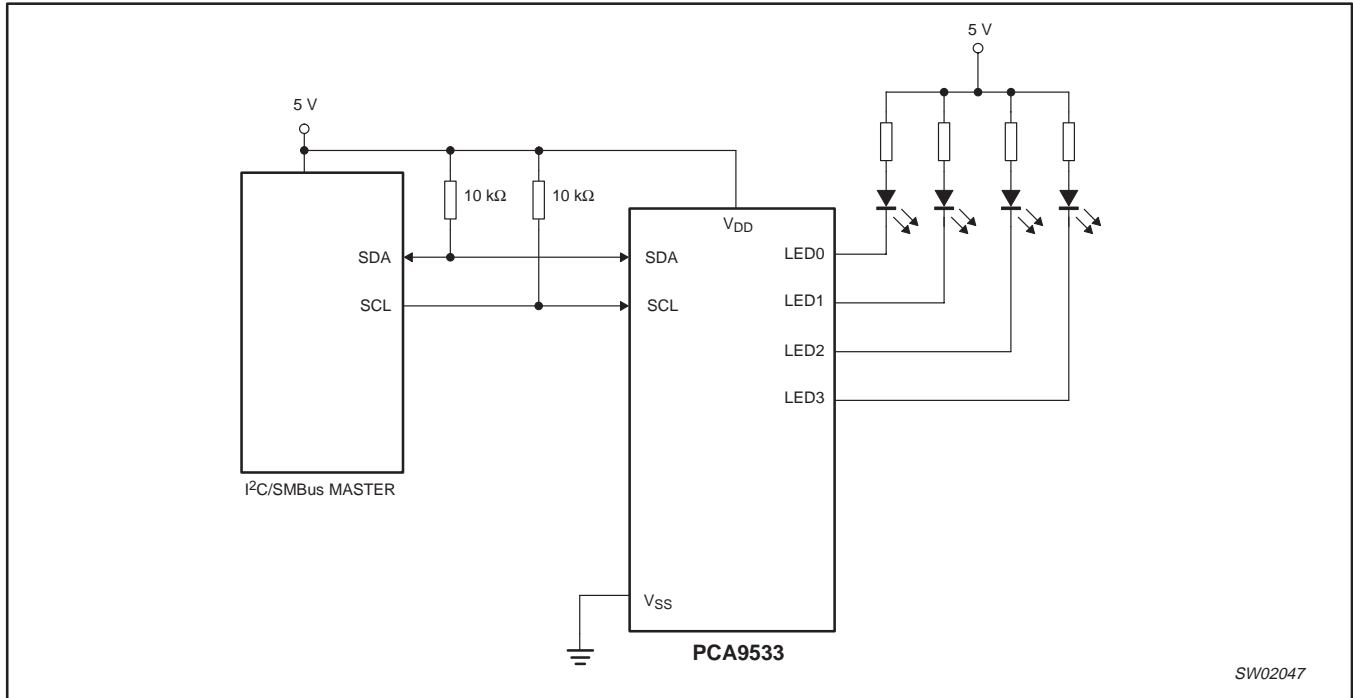 5 V
5 V
10 kΩ
10 kΩ
VDD
SDA
SDA
LED0
SCL
SCL
LED1
LED2
LED3
I2C/SMBus MASTER
VSS
PCA9533
SW02047